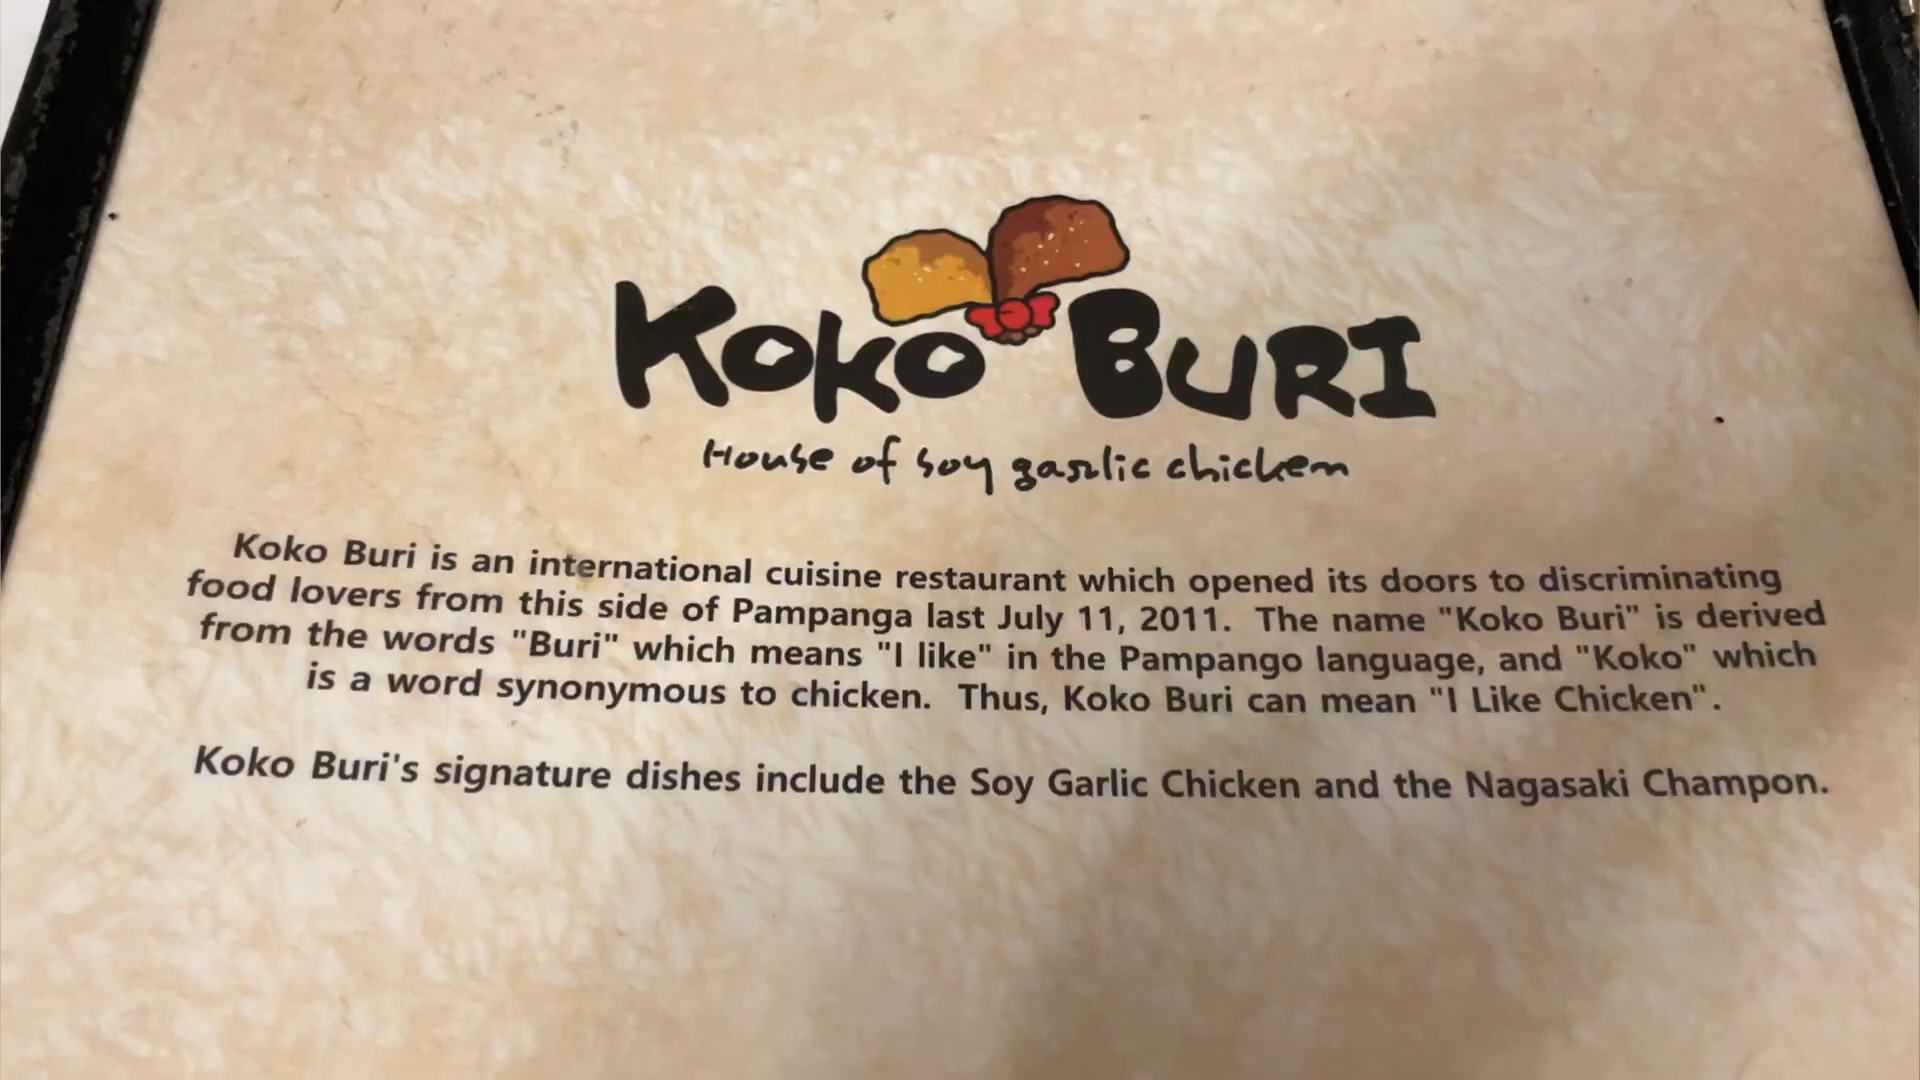 KOKO BURI
House of soy garlic chicken
Koko Buri is an international cuisine restaurant which opened its doors to discriminating
food lovers from this side of Pampanga last July 11, 2011.  The name "Koko Buri" is derived
from the words "Buri" which means "I like" in the Pampango language, and "Koko" which
is a word synonymous to chicken.  Thus, Koko Buri can mean "I Like Chicken".
Koko Buri's signature dishes include the Soy Garlic Chicken and the Nagasaki Champon.